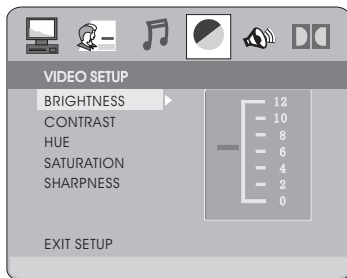 VIDEO SETUP
BRIGHTNESS
CONTRAST
HUE
SATURATION
SHARPNESS
EXIT SETUP
12
10
8
6
4
2
0